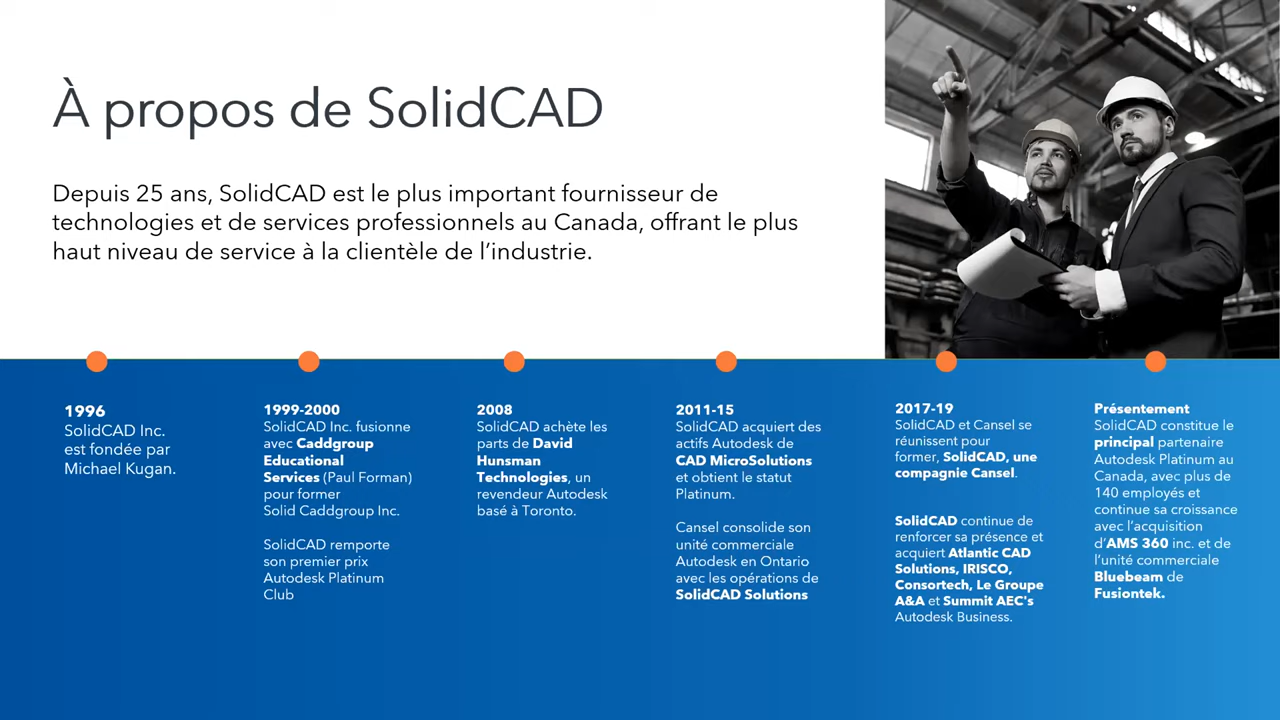 À propos de SolidCAD
Depuis 25 ans, SolidCAD est le plus important fournisseur de
technologies et de services professionnels au Canada, offrant le plus
haut niveau de service à la clientèle de l’industrie.
1996
SolidCAD Inc.
est fondée par
Michael Kugan.
1999-2000
SolidCAD Inc. fusionne
avec Caddgroup
Educational
Services (Paul Forman)
pour former
Solid Caddgroup Inc.
SolidCAD remporte
son premier prix
Autodesk Platinum
Club
2008
SolidCAD achète les
parts de David
Hunsman
Technologies, un
revendeur Autodesk
basé à Toronto.
2011-15
SolidCAD acquiert des
actifs Autodesk de
CAD MicroSolutions
et obtient le statut
Platinum.
Cansel consolide son
unité commerciale
Autodesk en Ontario
avec les opérations de
SolidCAD Solutions
2017-19
SolidCAD et Cansel se
réunissent pour
former, SolidCAD, une
compagnie Cansel.
SolidCAD continue de
renforcer sa présence et
acquiert Atlantic CAD
Solutions, IRISCO,
Consortech, Le Groupe
A&A et Summit AEC's
Autodesk Business.
Présentement
SolidCAD constitue le
principal partenaire
Autodesk Platinum au
Canada, avec plus de
140 employés et
continue sa croissance
avec l’acquisition
d’AMS 360 inc. et de
l’unité commerciale
Bluebeam de
Fusiontek.